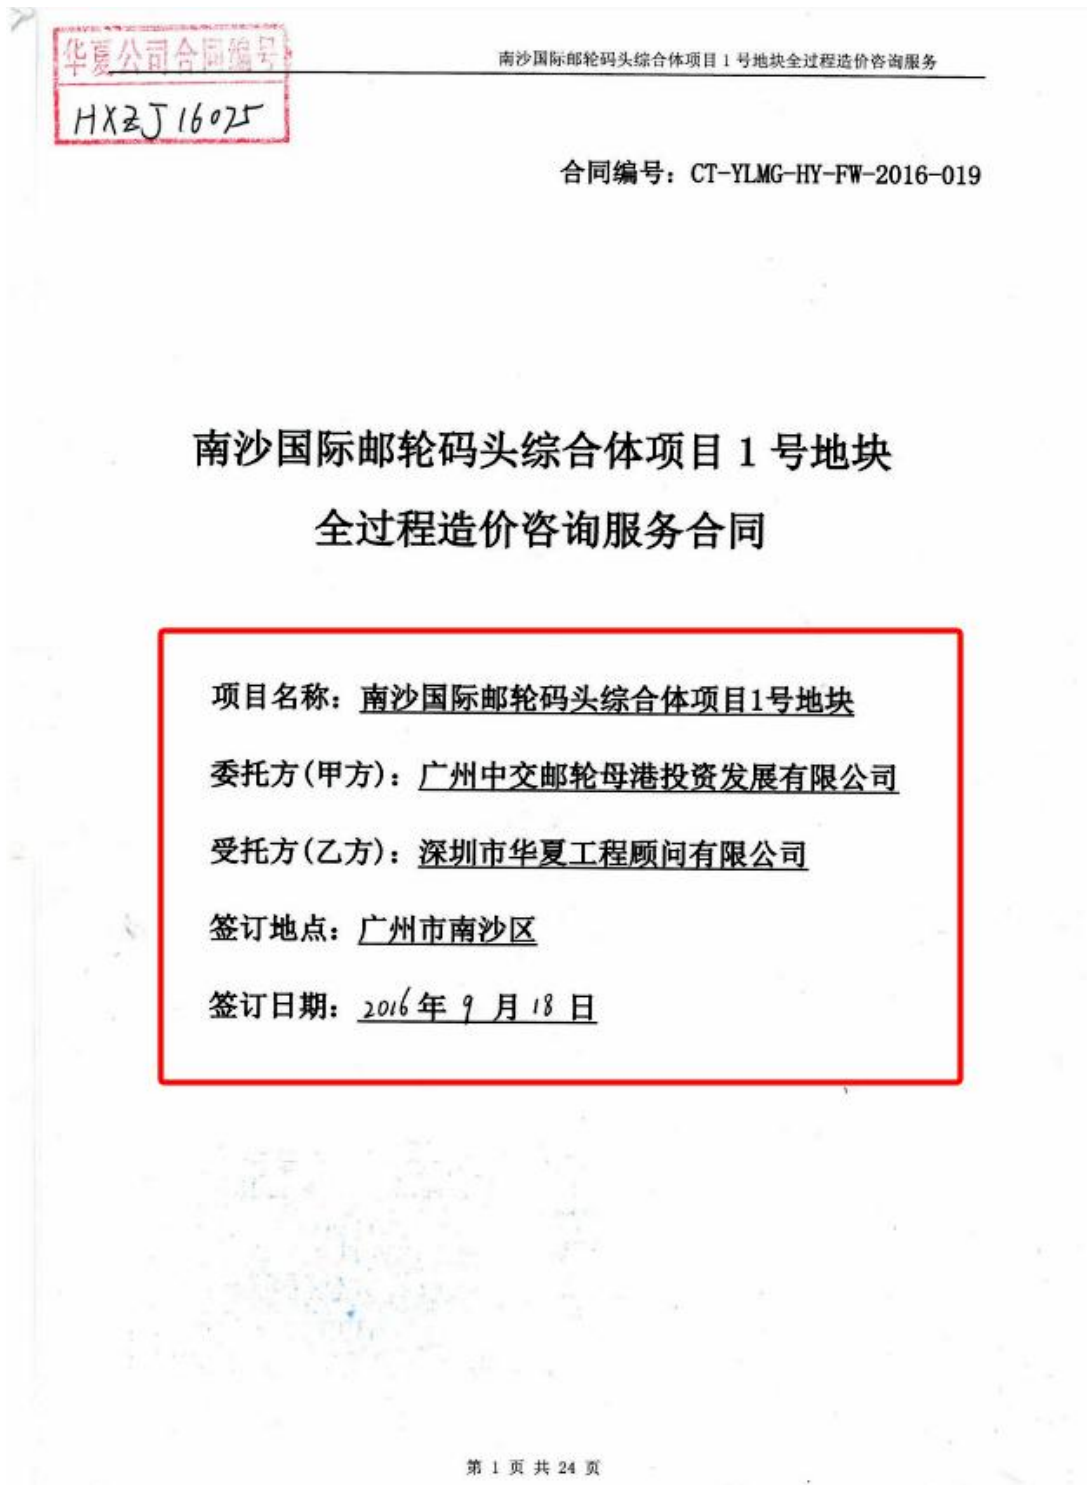 华夏公司合同编号
HXZJ16025
南沙国际邮轮码头综合体项目 1 号地块全过程造价咨询服务
合同编号：CT-YLMG-HY-FW-2016-019
南沙国际邮轮码头综合体项目 1 号地块
全过程造价咨询服务合同
项目名称：南沙国际邮轮码头综合体项目1号地块
委托方(甲方)：广州中交邮轮母港投资发展有限公司
受托方(乙方)：深圳市华夏工程顾问有限公司
签订地点：广州市南沙区
签订日期：2016年 9 月 18 日
第 1 页 共 24 页